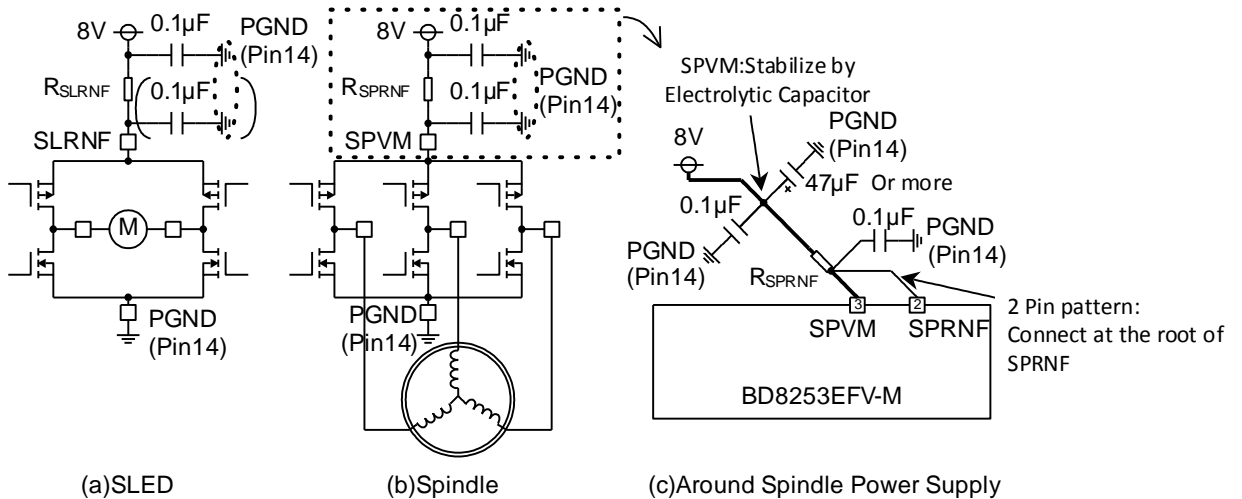 8V
0.1µF
PGND
(Pin14)
RSLRNF
0.1µF
SLRNF
M
PGND
(Pin14)
(a)SLED
8V
0.1µF
PGND
(Pin14)
RSPRNF
0.1µF
SPVM
PGND
(Pin14)
(b)Spindle
SPVM:Stabilize by
Electrolytic Capacitor
8V
PGND
(Pin14)
47µF Or more
0.1µF
PGND
(Pin14)
0.1µF
PGND
(Pin14)
RSPRNF
3
2
SPVM
SPRNF
2 Pin pattern:
Connect at the root of
SPRNF
BD8253EFV-M
(c)Around Spindle Power Supply